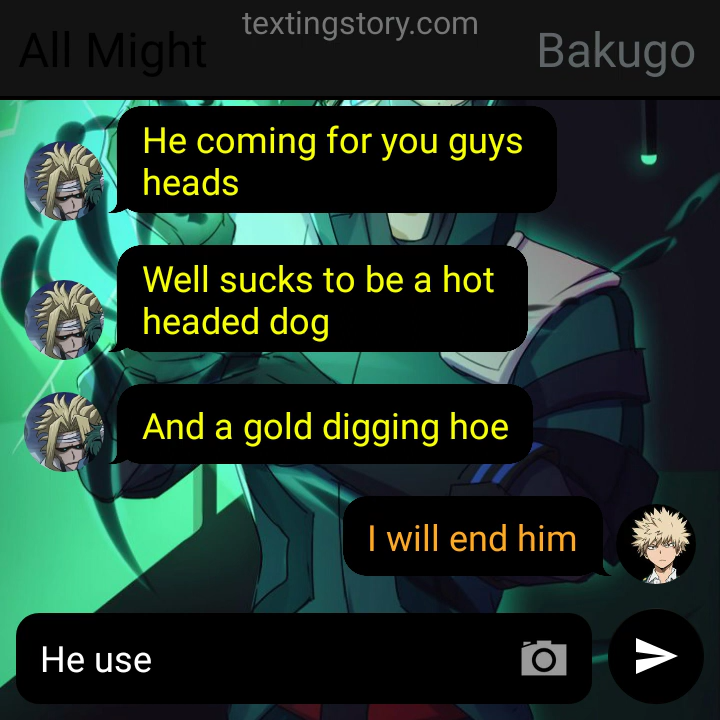 textingstory.com
All Might
Bakugo
He coming for you guys
heads
Well sucks to be a hot
headed dog
And a gold digging hoe
I will end him
He use